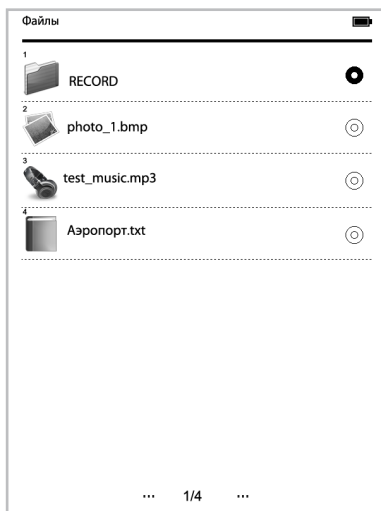 Файлы
1
RECORD
2
photo_1.bmp
3
test_music.mp3
4
Аэропорт.txt
... 1/4 ...